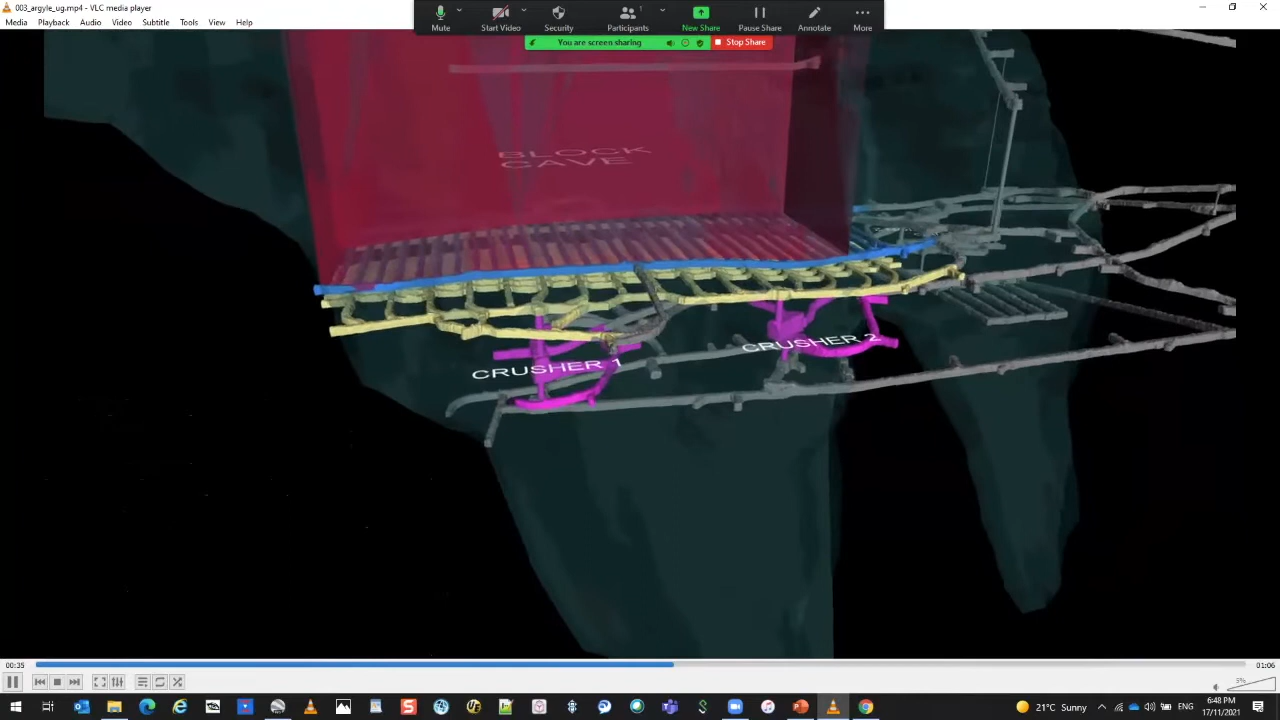 003_argyle_ug.mp4 - VLC media player
Media Playback Audio Video Subtitle Tools View Help
Mute Start Video Security Participants 1 New Share Pause Share Annotate More
You are screen sharing Stop Share
BLOCK
CAVE
CRUSHER 2
CRUSHER 1
00:35 01:06
3%
21°C Sunny ENG 6:48 PM
17/11/2021